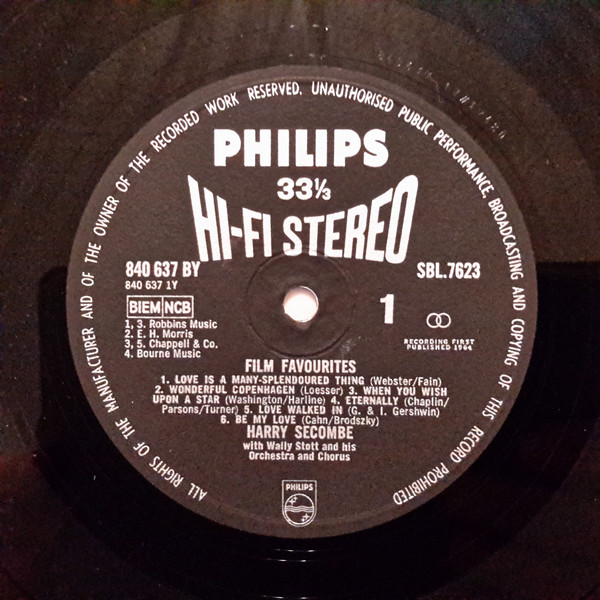 ALL RIGHTS OF THE MANUFACTURER AND OF THE OWNER OF THE RECORDED WORK RESERVED. UNAUTHORISED PUBLIC PERFORMANCE, BROADCASTING AND COPYING OF THIS RECORD PROHIBITED
PHILIPS
33⅓
HI-FI STEREO
840 637 BY
SBL.7623
840 637 1Y
BIEM NCB
1
1, 3. Robbins Music
2. E. H. Morris
3, 5. Chappell & Co.
4. Bourne Music
RECORDING FIRST
PUBLISHED 1964
FILM FAVOURITES
1. LOVE IS A MANY-SPLENDOURED THING (Webster/Fain)
2. WONDERFUL COPENHAGEN (Loesser) 3. WHEN YOU WISH
UPON A STAR (Washington/Harline) 4. ETERNALLY (Chaplin/
Parsons/Turner) 5. LOVE WALKED IN (G. & I. Gershwin)
6. BE MY LOVE (Cahn/Brodszky)
HARRY SECOMBE
with Wally Stott and his
Orchestra and Chorus
PHILIPS